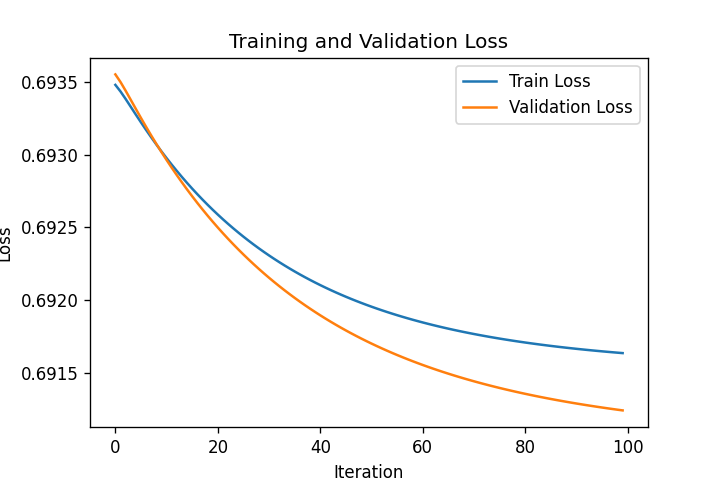 Training and Validation Loss
Train Loss
Validation Loss
0.6935
0.6930
0.6925
0.6920
0.6915
Loss
0 20 40 60 80 100
Iteration